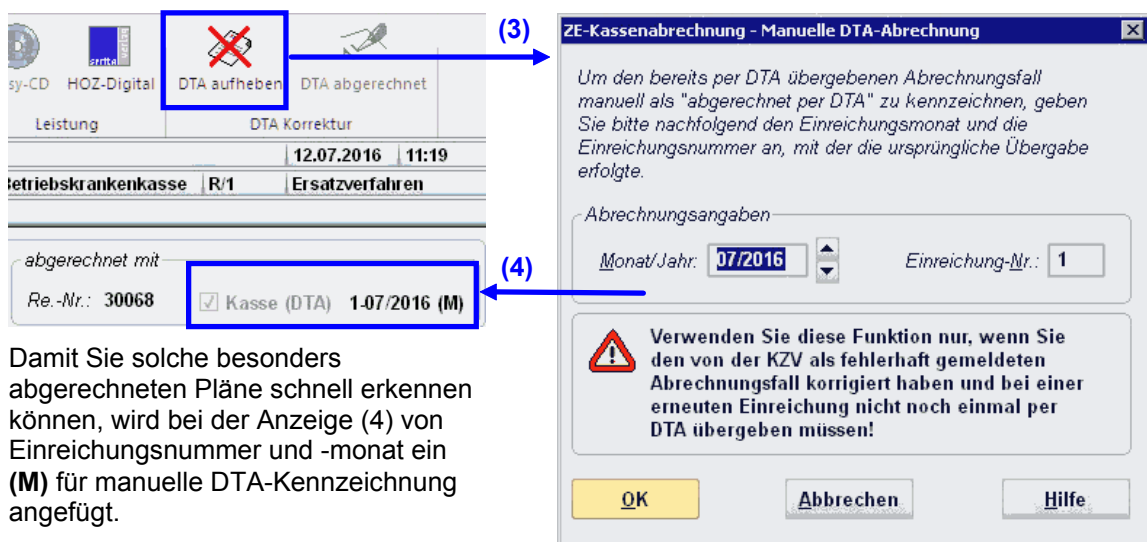 sy-CD HOZ-Digital DTA aufheben DTA abgerechnet
Leistung DTA Korrektur
12.07.2016 11:19
Betriebskrankenkasse R/1 Ersatzverfahren
abgerechnet mit
Re.-Nr.: 30068 Kasse (DTA) 1-07/2016 (M)
Damit Sie solche besonders
abgerechneten Pläne schnell erkennen
können, wird bei der Anzeige (4) von
Einreichungsnummer und -monat ein
(M) für manuelle DTA-Kennzeichnung
angefügt.
(3)
(4)
ZE-Kassenabrechnung - Manuelle DTA-Abrechnung
Um den bereits per DTA übergebenen Abrechnungsfall
manuell als "abgerechnet per DTA" zu kennzeichnen, geben
Sie bitte nachfolgend den Einreichungsmonat und die
Einreichungsnummer an, mit der die ursprüngliche Übergabe
erfolgte.
Abrechnungsangaben
Monat/Jahr: 07/2016 Einreichung-Nr.: 1
Verwenden Sie diese Funktion nur, wenn Sie
den von der KZV als fehlerhaft gemeldeten
Abrechnungsfall korrigiert haben und bei einer
erneuten Einreichung nicht noch einmal per
DTA übergeben müssen!
OK Abbrechen Hilfe